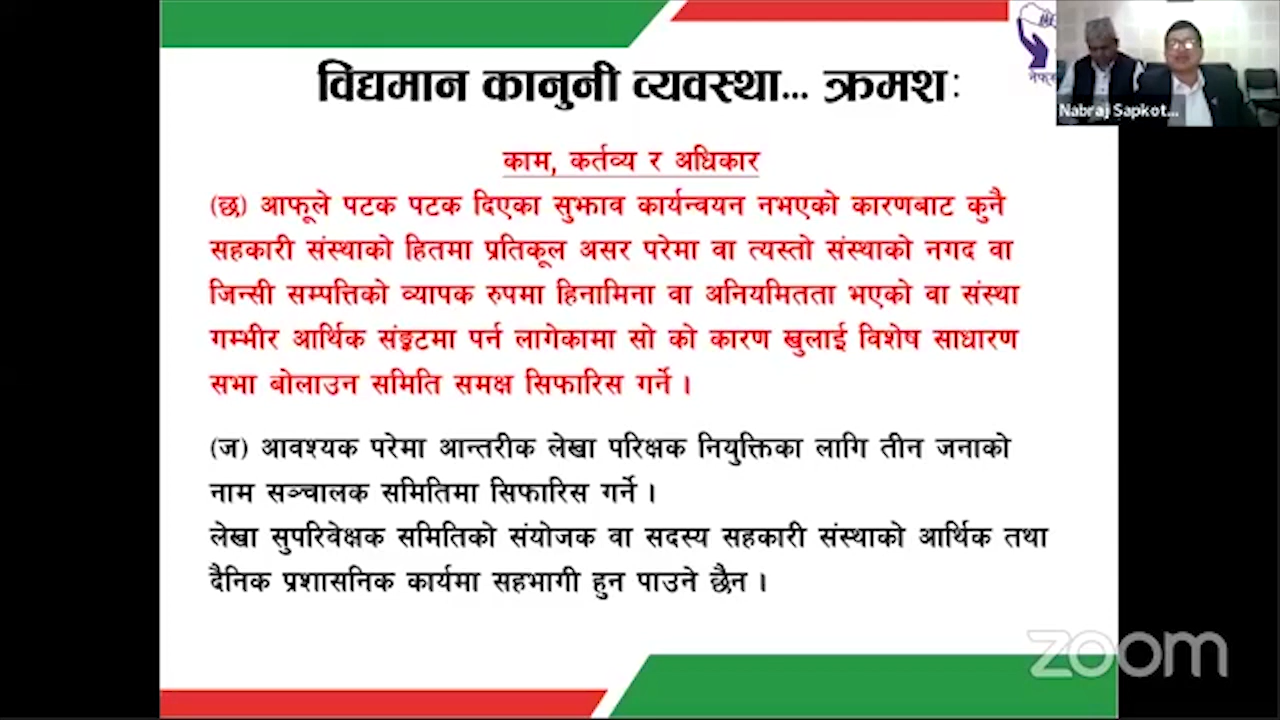 विद्यमान कानुनी व्यवस्था... क्रमशः
Nabraj Sapkot...
काम, कर्तव्य र अधिकार
(छ) आफूले पटक पटक दिएका सुझाव कार्यन्वयन नभएको कारणबाट कुनै
सहकारी संस्थाको हितमा प्रतिकूल असर परेमा वा त्यस्तो संस्थाको नगद वा
जिन्सी सम्पत्तिको व्यापक रुपमा हिनामिना वा अनियमितता भएको वा संस्था
गम्भीर आर्थिक संङ्कटमा पर्न लागेकामा सो को कारण खुलाई विशेष साधारण
सभा बोलाउन समिति समक्ष सिफारिस गर्ने ।
(ज) आवश्यक परेमा आन्तरीक लेखा परिक्षक नियुक्तिका लागि तीन जनाको
नाम सञ्चालक समितिमा सिफारिस गर्ने ।
लेखा सुपरिवेक्षक समितिको संयोजक वा सदस्य सहकारी संस्थाको आर्थिक तथा
दैनिक प्रशासनिक कार्यमा सहभागी हुन पाउने छैन ।
zoom